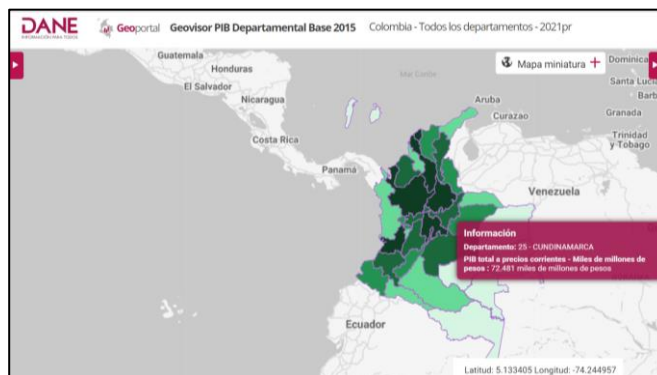 DANE
INFORMACIÓN PARA TODOS
Geoportal
Geovisor PIB Departamental Base 2015
Colombia - Todos los departamentos - 2021pr
Guatemala
Honduras
El Salvador
Nicaragua
Costa Rica
Panamá
Mar Caribe
Mapa miniatura +
Dominica
Santa Lucía
Barb
Aruba
Curazao
Granada
Trinidad
y Tobago
Venezuela
Información
Departamento: 25 - CUNDINAMARCA
PIB total a precios corrientes - Miles de millones de
pesos : 72.481 miles de millones de pesos
Ecuador
Latitud: 5.133405 Longitud: -74.244957